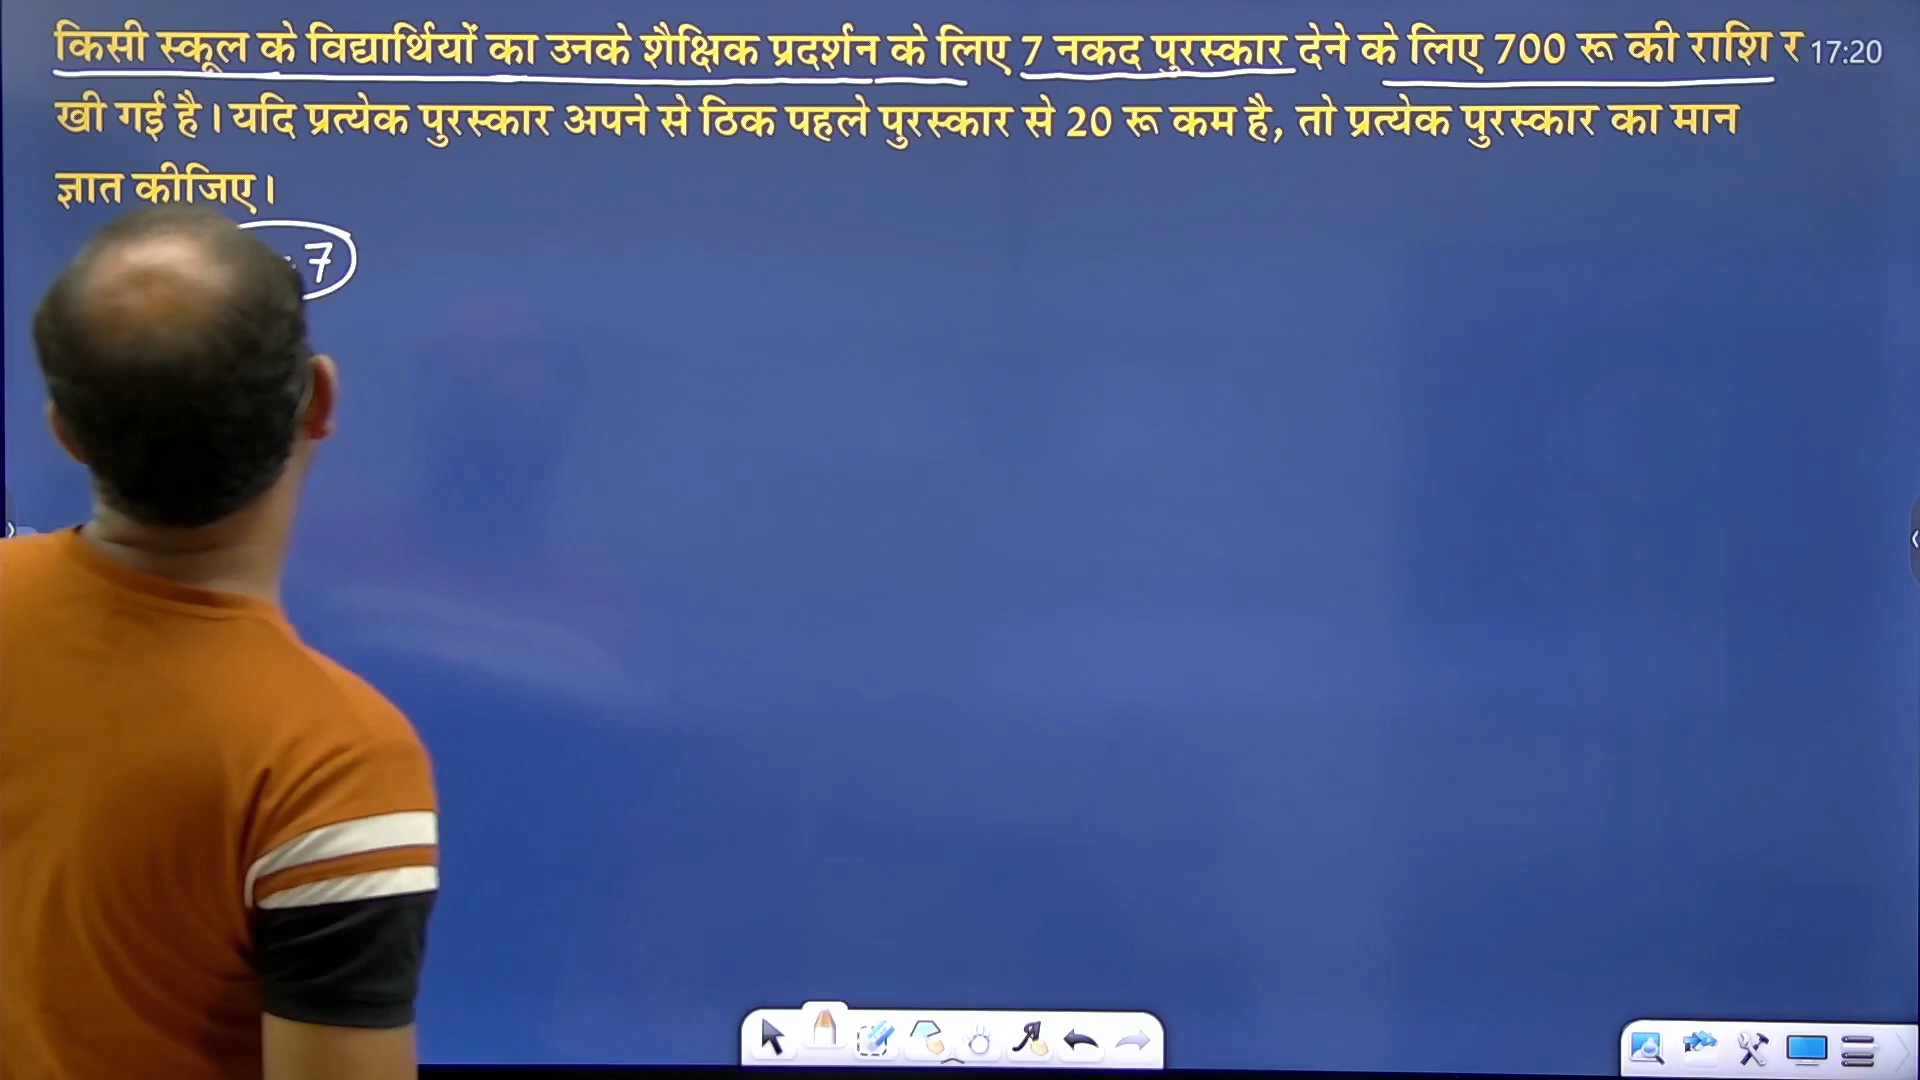 किसी स्कूल के विद्यार्थियों का उनके शैक्षिक प्रदर्शन के लिए 7 नकद पुरस्कार देने के लिए 700 रू की राशि र 17:20
खी गई है। यदि प्रत्येक पुरस्कार अपने से ठिक पहले पुरस्कार से 20 रू कम है, तो प्रत्येक पुरस्कार का मान
ज्ञात कीजिए।
7